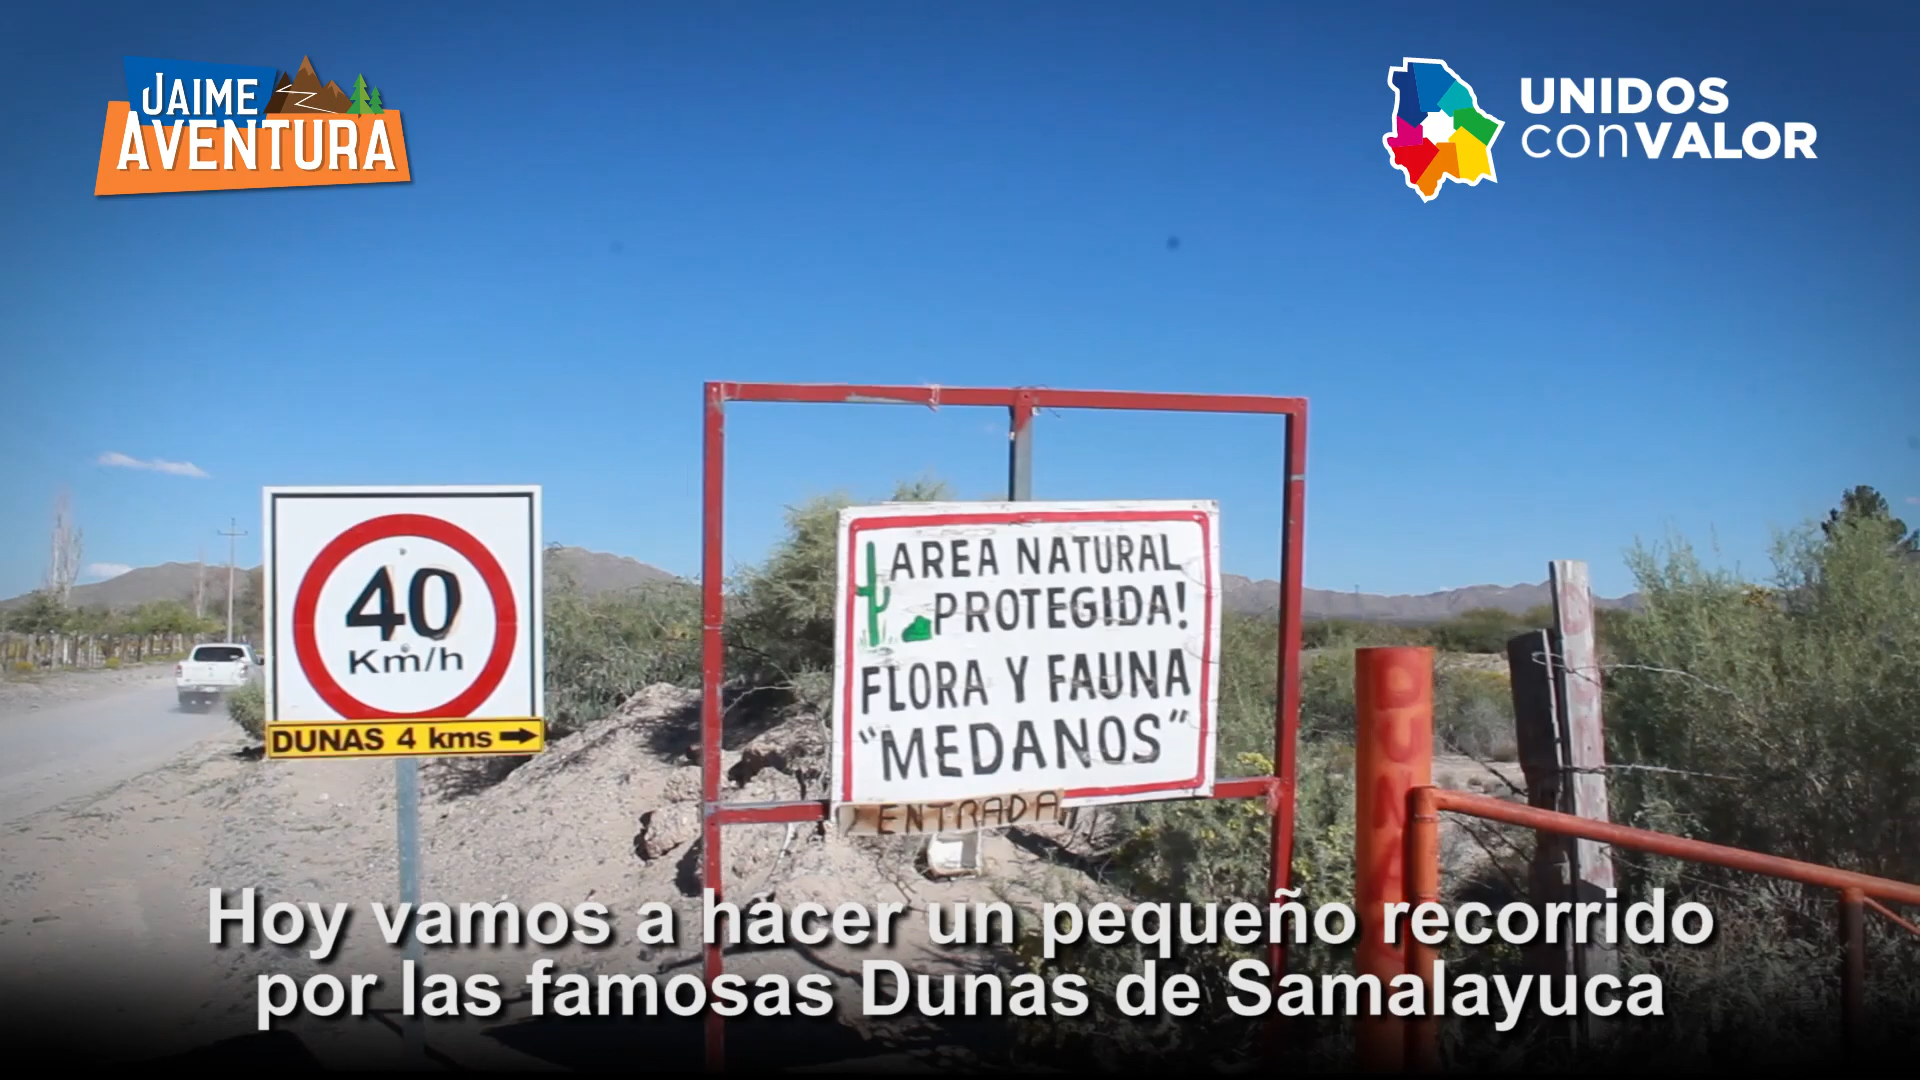 JAIME
AVENTURA
UNIDOS
conVALOR
40
Km/h
DUNAS 4 kms
AREA NATURAL
PROTEGIDA!
FLORA Y FAUNA
"MEDANOS"
ENTRADA
DUNA
Hoy vamos a hacer un pequeño recorrido
por las famosas Dunas de Samalayuca